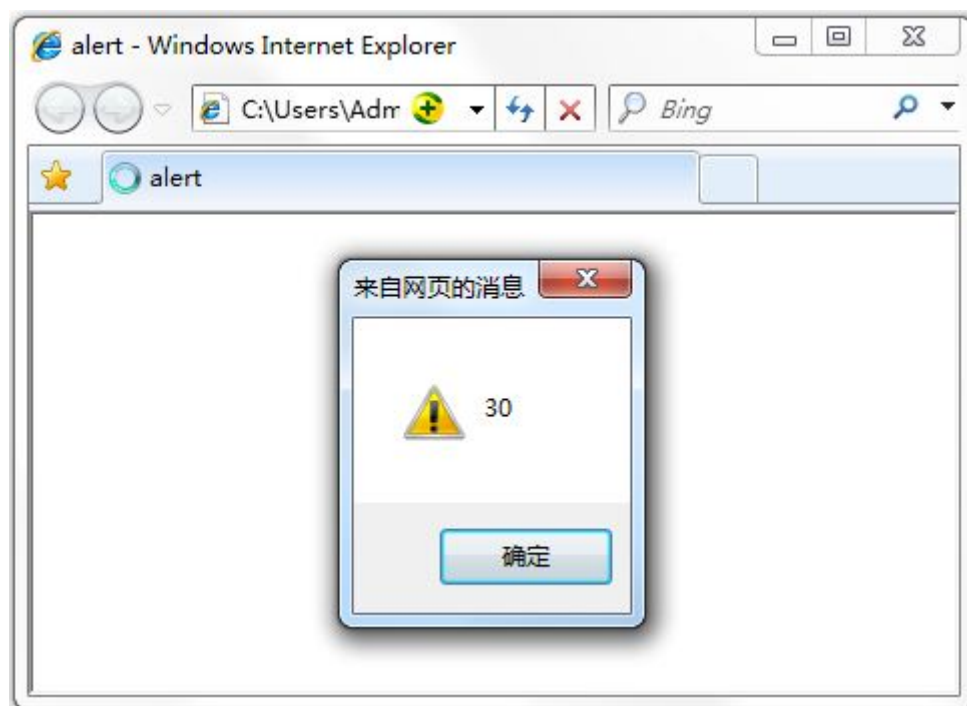 alert - Windows Internet Explorer
C:\Users\Adm
Bing
alert
来自网页的消息
30
确定